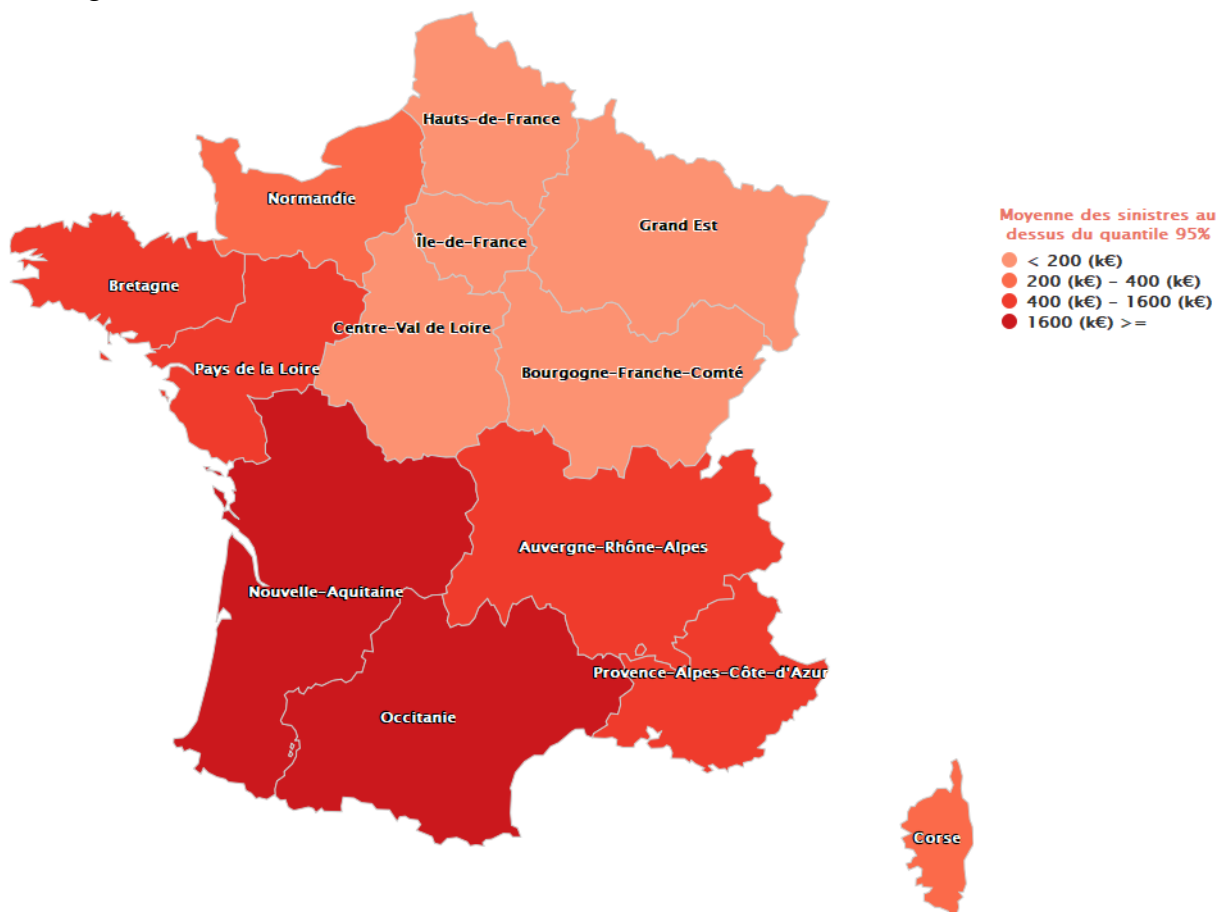 Hauts-de-France
Normandie
Grand Est
Île-de-France
Bretagne
Centre-Val de Loire
Pays de la Loire
Bourgogne-Franche-Comté
Auvergne-Rhône-Alpes
Nouvelle-Aquitaine
Provence-Alpes-Côte-d'Azur
Occitanie
Corse
Moyenne des sinistres au
dessus du quantile 95%
< 200 (k€)
200 (k€) - 400 (k€)
400 (k€) - 1600 (k€)
1600 (k€) >=